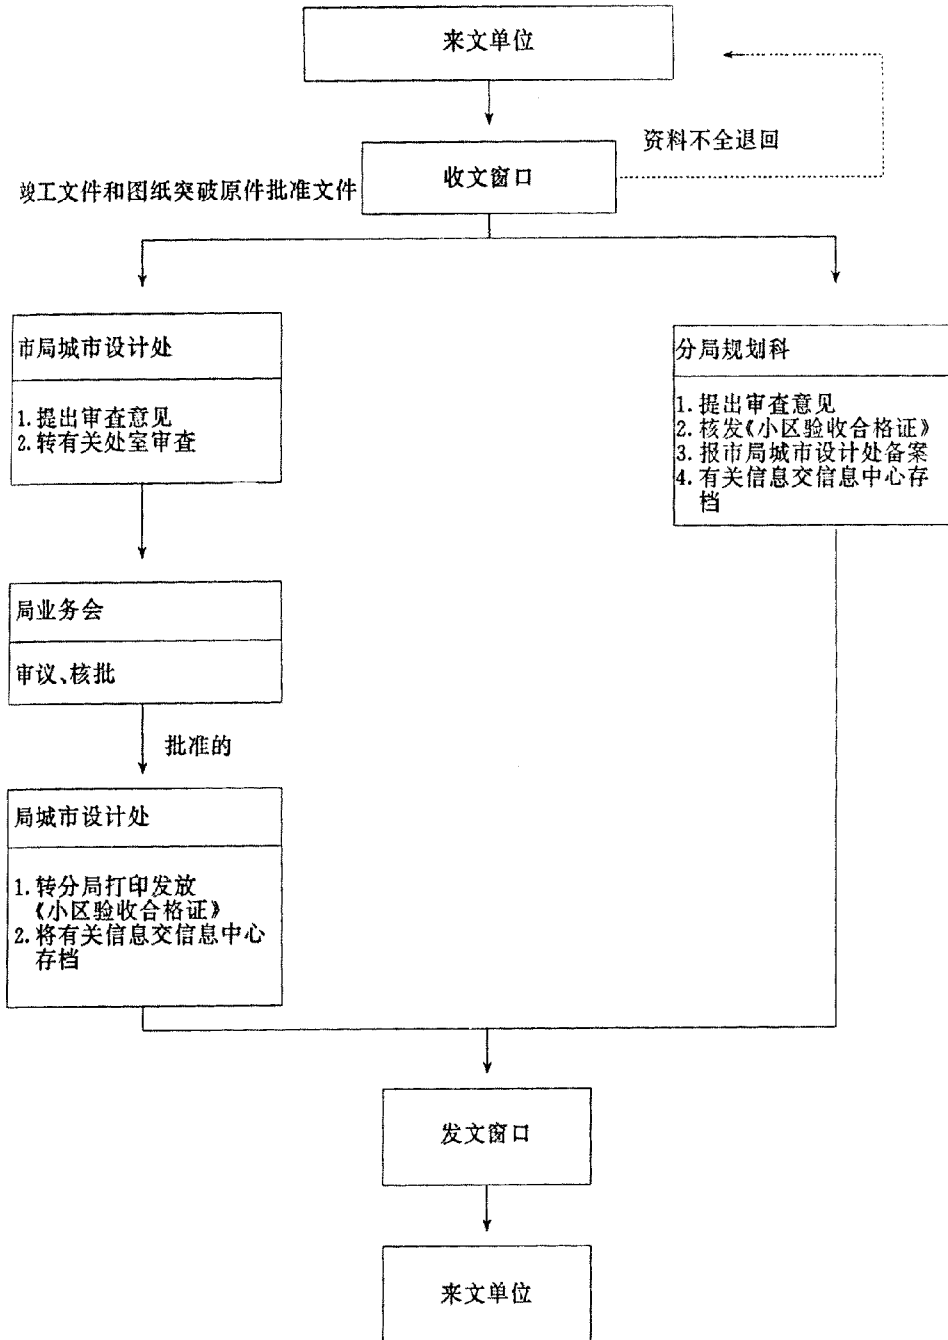 来文单位
资料不全退回
收文窗口
竣工文件和图纸突破原件批准文件
市局城市设计处
1.提出审查意见
2.转有关处室审查
分局规划科
1.提出审查意见
2.核发《小区验收合格证》
3.报市局城市设计处备案
4.有关信息交信息中心存
档
局业务会
审议、核批
批准的
局城市设计处
1.转分局打印发放
《小区验收合格证》
2.将有关信息交信息中心
存档
发文窗口
来文单位